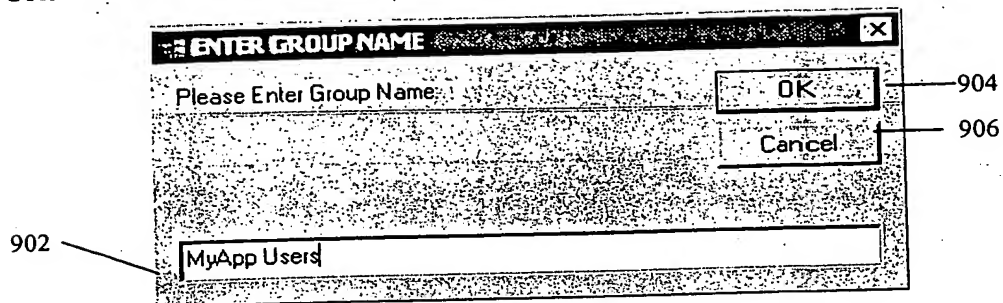 ENTER GROUP NAME
Please Enter Group Name:
OK
904
Cancel
906
902
MyApp Users